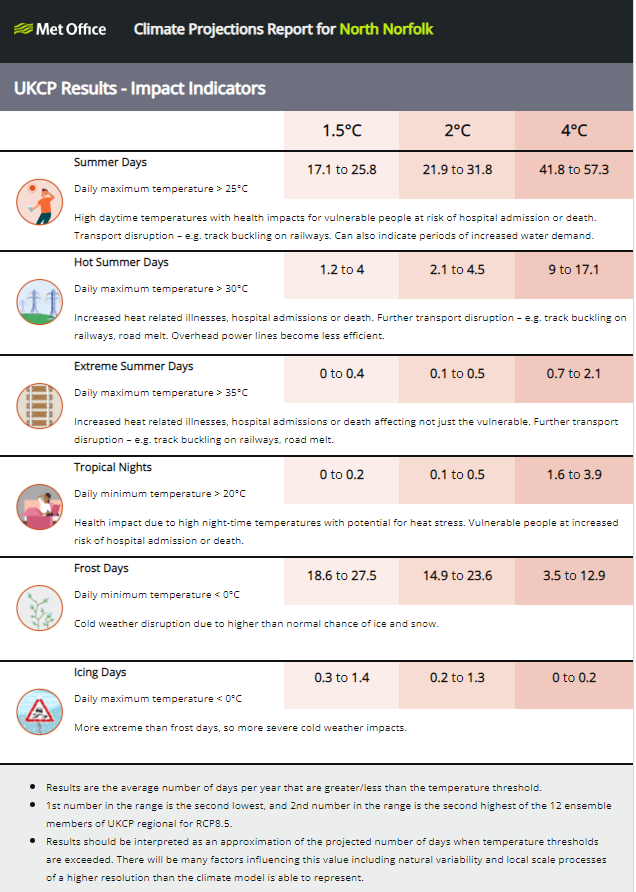 Met Office
Climate Projections Report for North Norfolk
UKCP Results - Impact Indicators
1.5°C 2°C 4°C
Summer Days
17.1 to 25.8 21.9 to 31.8 41.8 to 57.3
Daily maximum temperature > 25°C
High daytime temperatures with health impacts for vulnerable people at risk of hospital admission or death.
Transport disruption – e.g. track buckling on railways. Can also indicate periods of increased water demand.
Hot Summer Days
1.2 to 4 2.1 to 4.5 9 to 17.1
Daily maximum temperature > 30°C
Increased heat related illnesses, hospital admissions or death. Further transport disruption – e.g. track buckling on
railways, road melt. Overhead power lines become less efficient.
Extreme Summer Days
0 to 0.4 0.1 to 0.5 0.7 to 2.1
Daily maximum temperature > 35°C
Increased heat related illnesses, hospital admissions or death affecting not just the vulnerable. Further transport
disruption – e.g. track buckling on railways, road melt.
Tropical Nights
0 to 0.2 0.1 to 0.5 1.6 to 3.9
Daily minimum temperature > 20°C
Health impact due to high night-time temperatures with potential for heat stress. Vulnerable people at increased
risk of hospital admission or death.
Frost Days
18.6 to 27.5 14.9 to 23.6 3.5 to 12.9
Daily minimum temperature < 0°C
Cold weather disruption due to higher than normal chance of ice and snow.
Icing Days
0.3 to 1.4 0.2 to 1.3 0 to 0.2
Daily maximum temperature < 0°C
More extreme than frost days, so more severe cold weather impacts.
• Results are the average number of days per year that are greater/less than the temperature threshold.
• 1st number in the range is the second lowest, and 2nd number in the range is the second highest of the 12 ensemble
members of UKCP regional for RCP8.5.
• Results should be interpreted as an approximation of the projected number of days when temperature thresholds
are exceeded. There will be many factors influencing this value including natural variability and local scale processes
of a higher resolution than the climate model is able to represent.